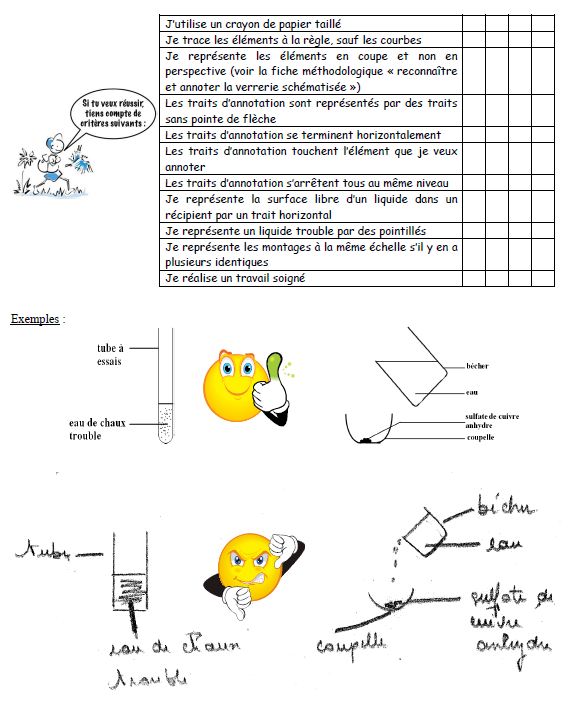 J'utilise un crayon de papier taillé
Je trace les éléments à la règle, sauf les courbes
Je représente les éléments en coupe et non en
perspective (voir la fiche méthodologique « reconnaître
et annoter la verrerie schématisée »)
Si tu veux réussir,
tiens compte de
critères suivants :
Les traits d'annotation sont représentés par des traits
sans pointe de flèche
Les traits d'annotation se terminent horizontalement
Les traits d'annotation touchent l'élément que je veux
annoter
Les traits d'annotation s'arrêtent tous au même niveau
Je représente la surface libre d'un liquide dans un
récipient par un trait horizontal
Je représente un liquide trouble par des pointillés
Je représente les montages à la même échelle s'il y en a
plusieurs identiques
Je réalise un travail soigné
Exemples :
tube à
essais
eau de chaux
trouble
bécher
eau
sulfate de cuivre
anhydre
coupelle
tube
eau de chaux
trouble
bécher
eau
sulfate de
cuivre
anhydre
coupelle